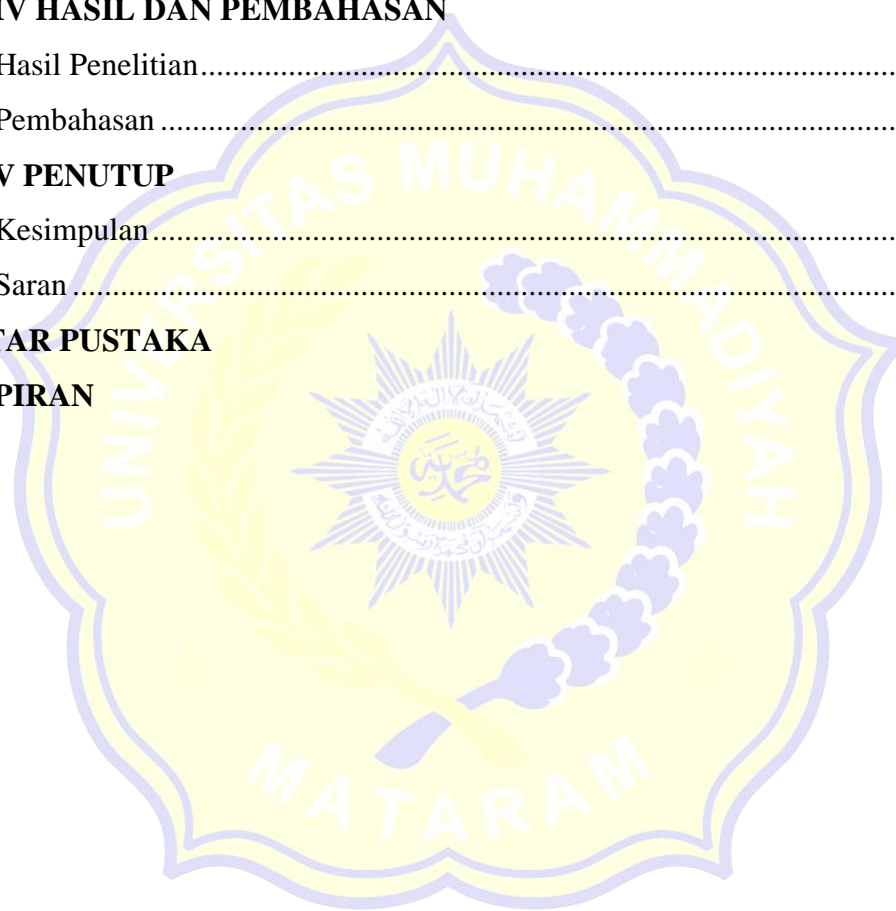 IV HASIL DAN PEMBAHASAN
Hasil Penelitian....................................................................................
Pembahasan.........................................................................................
V PENUTUP
Kesimpulan..........................................................................................
Saran...................................................................................................
TAR PUSTAKA
PIRAN
UNIVERSITAS MUHAMMADIYAH
MATARAM